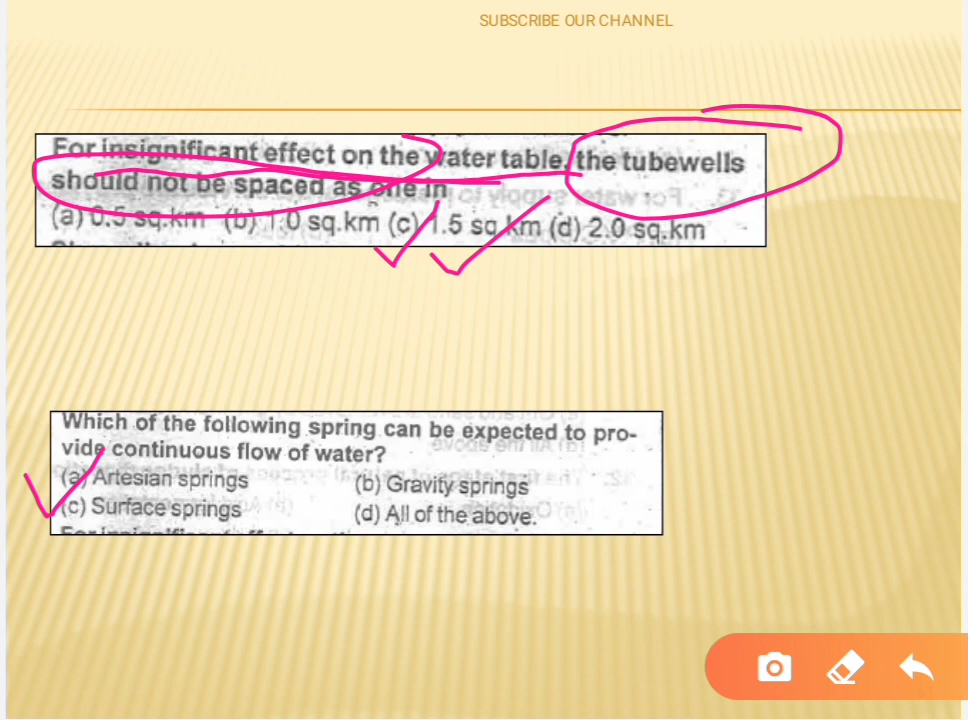 SUBSCRIBE OUR CHANNEL
For insignificant effect on the water table, the tubewells
should not be spaced as one in
(a) 0.5 sq.km (b) 1.0 sq.km (c) 1.5 sq.km (d) 2.0 sq.km
Which of the following spring can be expected to pro-
vide continuous flow of water?
(a) Artesian springs (b) Gravity springs
(c) Surface springs (d) All of the above.